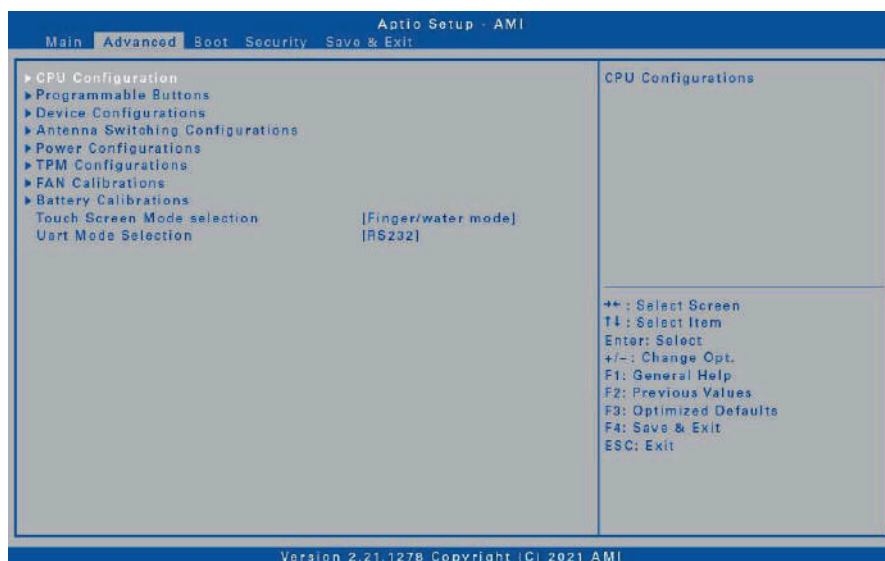 Aptio Setup - AMI
Main Advanced Boot Security Save & Exit
▶CPU Configuration
▶Programmable Buttons
▶Device Configurations
▶Antenna Switching Configurations
▶Power Configurations
▶TPM Configurations
▶FAN Calibrations
▶Battery Calibrations
Touch Screen Mode selection [Finger/water mode]
Uart Mode Selection [RS232]
CPU Configurations
→←: Select Screen
↑↓: Select Item
Enter: Select
+/-: Change Opt.
F1: General Help
F2: Previous Values
F3: Optimized Defaults
F4: Save & Exit
ESC: Exit
Version 2.21.1278 Copyright (C) 2021 AMI